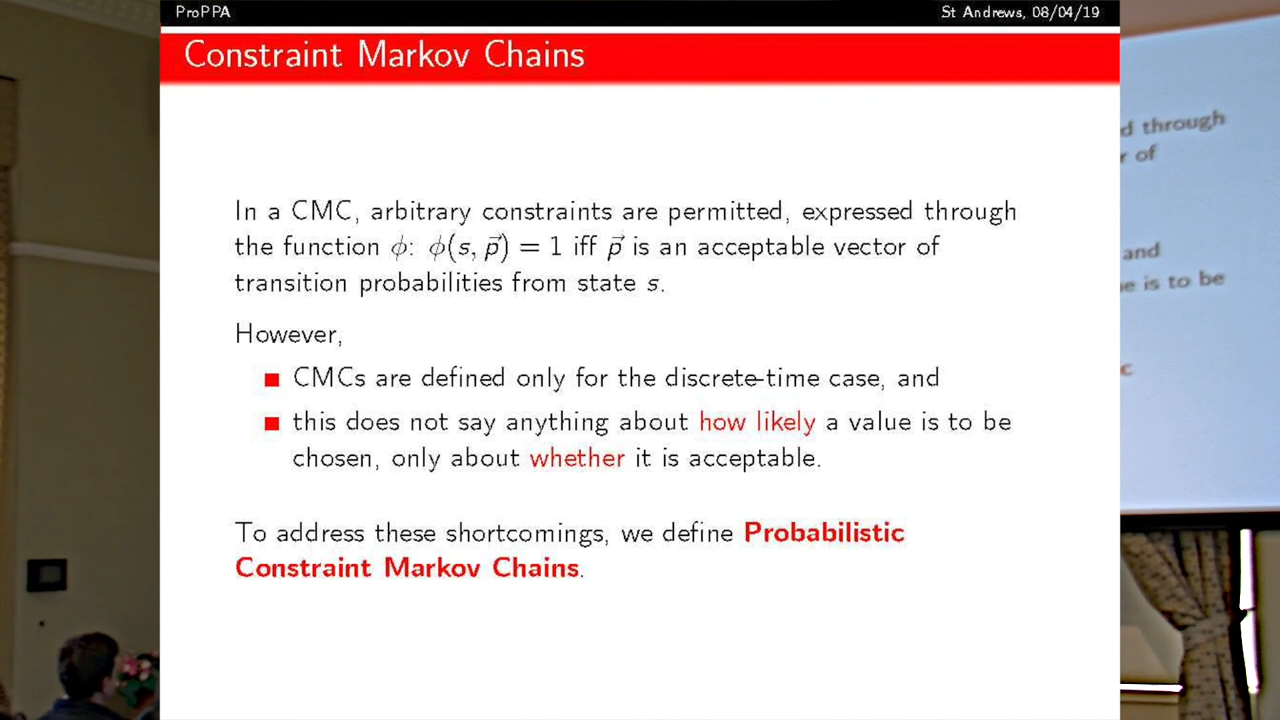 ProPPA
St Andrews, 08/04/19
Constraint Markov Chains
In a CMC, arbitrary constraints are permitted, expressed through
the function ϕ: ϕ(s, p⃗) = 1 iff p⃗ is an acceptable vector of
transition probabilities from state s.
However,
CMCs are defined only for the discrete-time case, and
this does not say anything about how likely a value is to be
chosen, only about whether it is acceptable.
To address these shortcomings, we define Probabilistic
Constraint Markov Chains.
d through
r of
and
e is to be
c